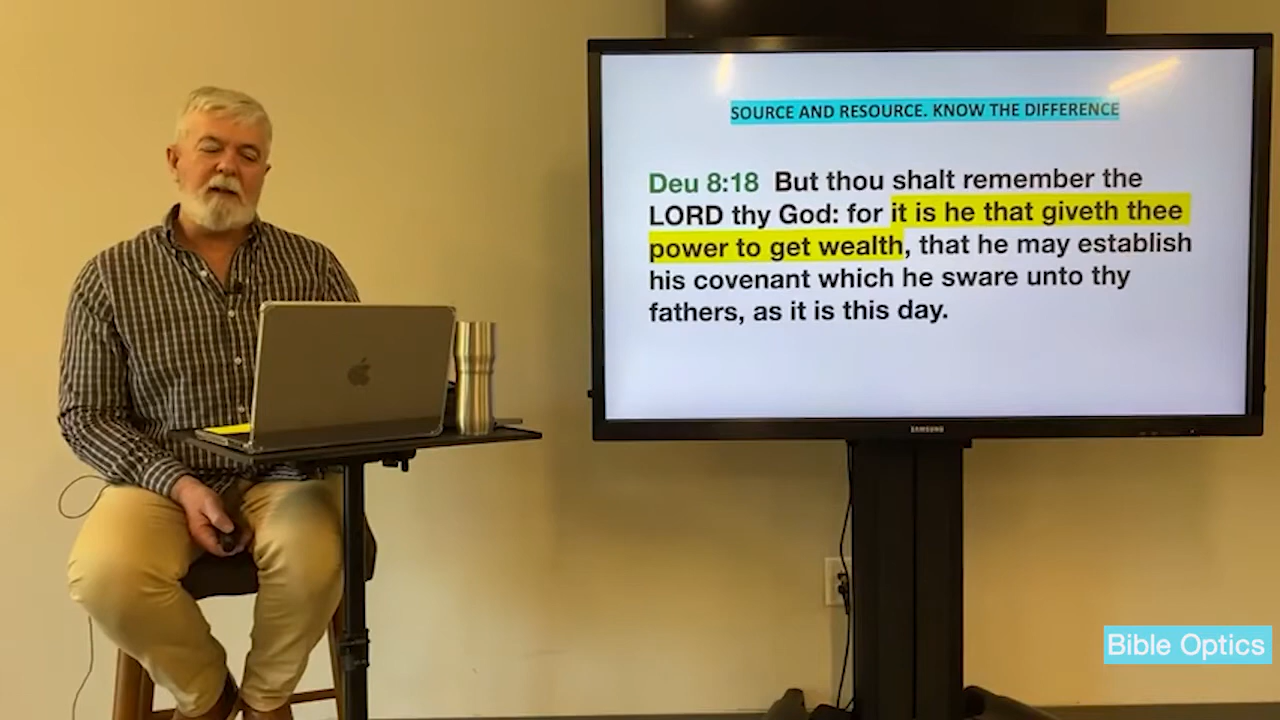 SOURCE AND RESOURCE. KNOW THE DIFFERENCE
Deu 8:18 But thou shalt remember the
LORD thy God: for it is he that giveth thee
power to get wealth, that he may establish
his covenant which he sware unto thy
fathers, as it is this day.
SAMSUNG
Bible Optics